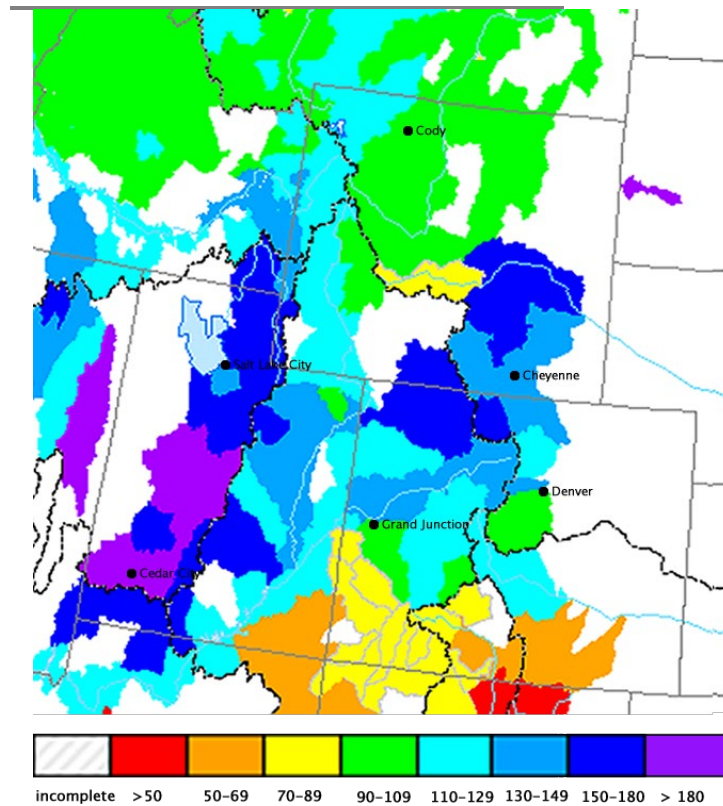 Cody
Salt Lake City
Cheyenne
Denver
Grand Junction
Cedar City
incomplete >50 50-69 70-89 90-109 110-129 130-149 150-180 > 180